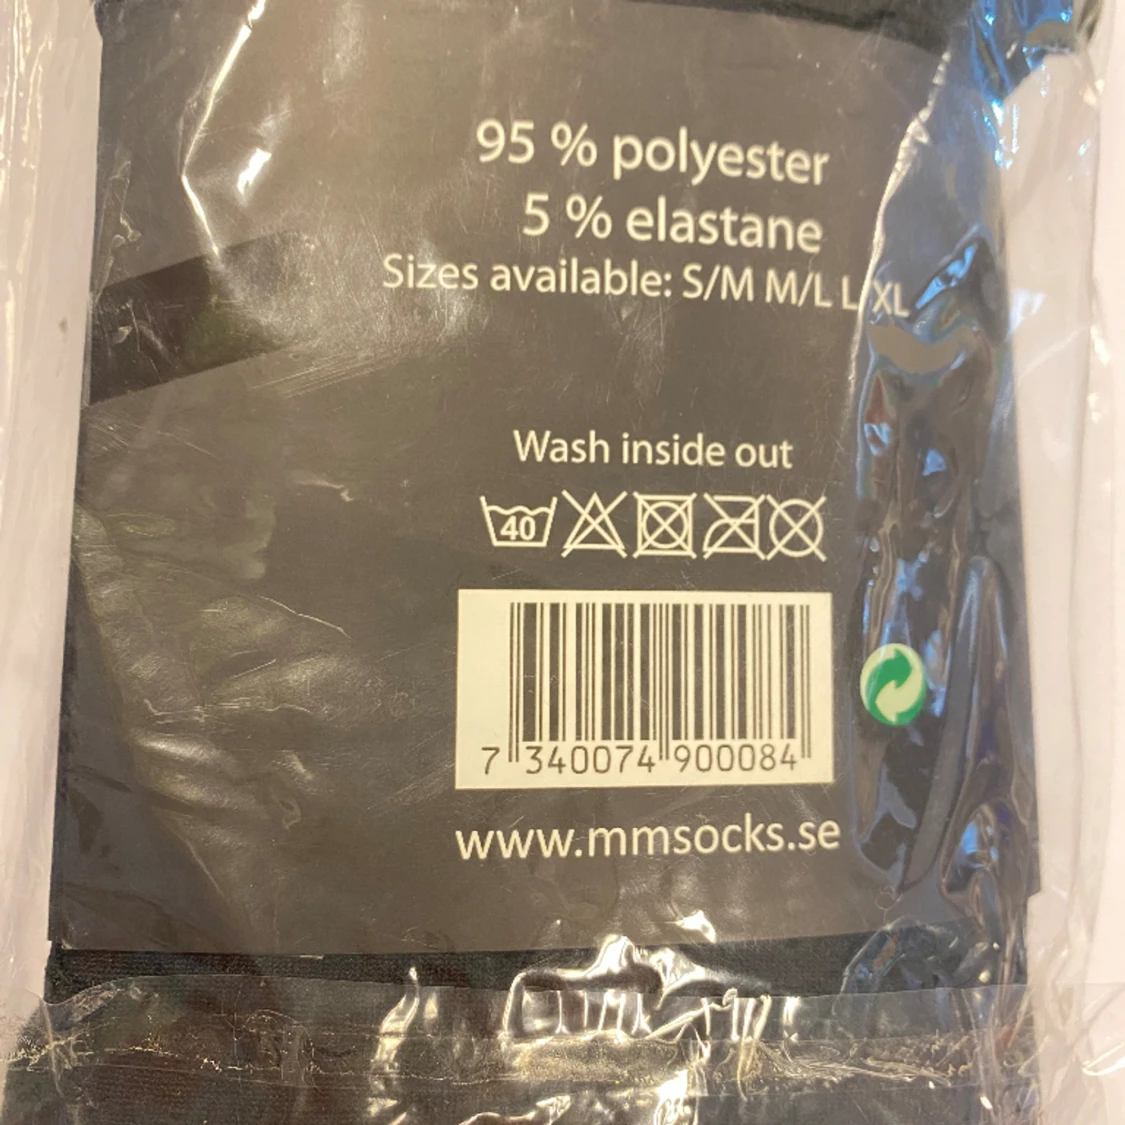 95 % polyester
5 % elastane
Sizes available: S/M M/L L/XL
Wash inside out
40
7 340074 900084
www.mmsocks.se